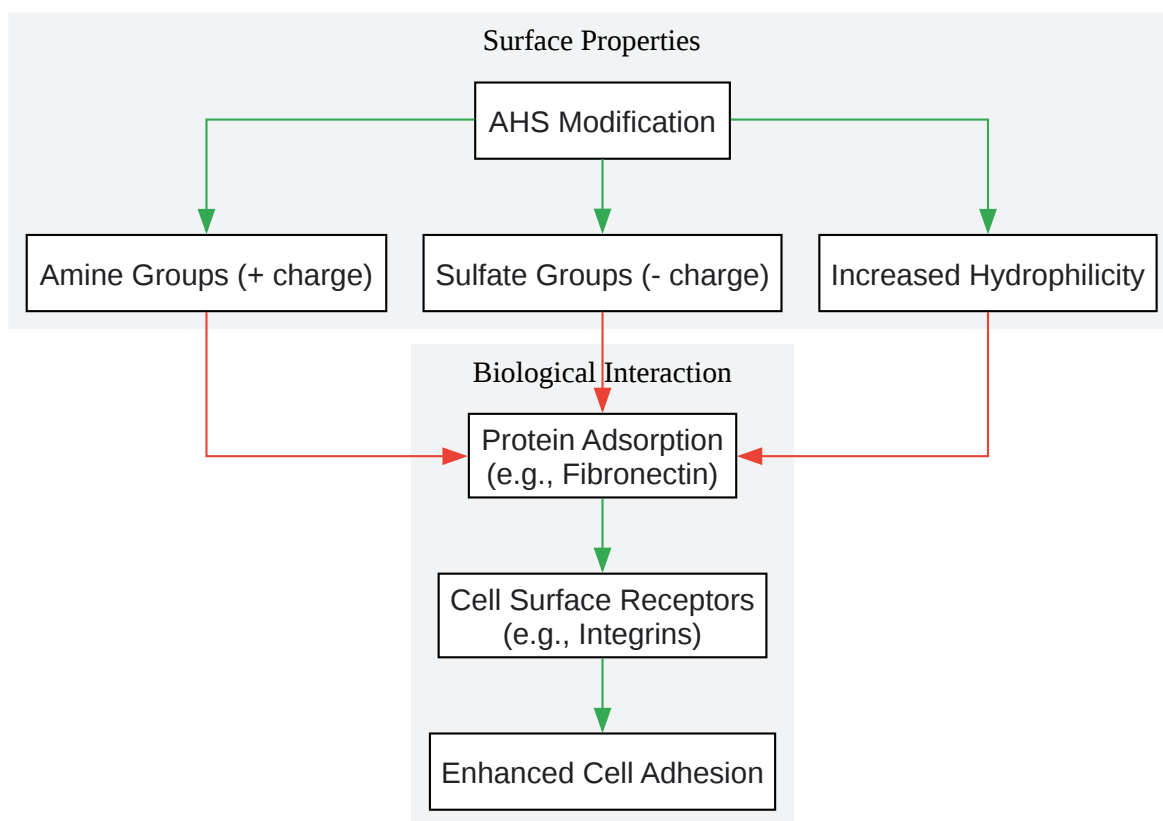 Surface Properties
AHS Modification
Amine Groups (+ charge)
Sulfate Groups (- charge)
Increased Hydrophilicity
Biological Interaction
Protein Adsorption
(e.g., Fibronectin)
Cell Surface Receptors
(e.g., Integrins)
Enhanced Cell Adhesion